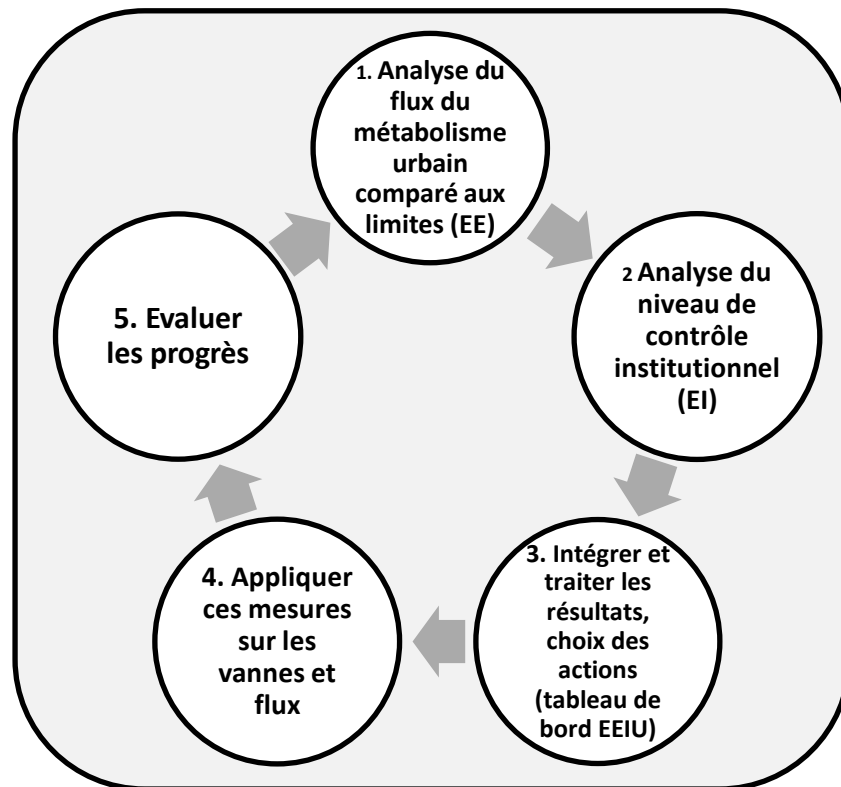 1. Analyse du
flux du
métabolisme
urbain
comparé aux
limites (EE)
2 Analyse du
niveau de
contrôle
institutionnel
(EI)
3. Intégrer et
traiter les
résultats,
choix des
actions
(tableau de
bord EEIU)
4. Appliquer
ces mesures
sur les
vannes et
flux
5. Evaluer
les progrès